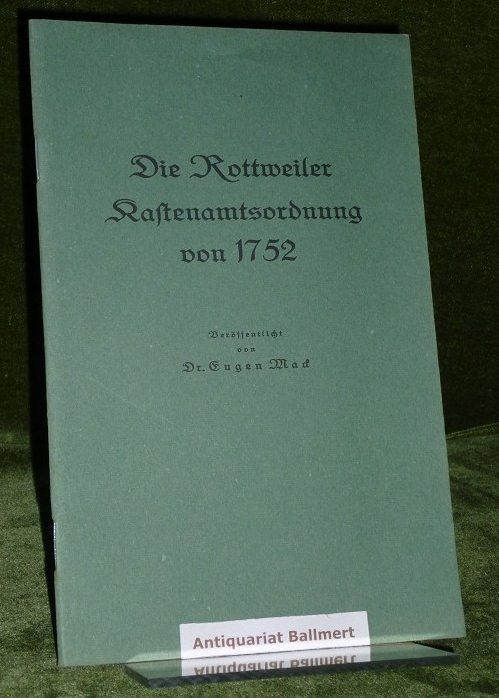 Die Rottweiler
Kastenamtsordnung
von 1752
Veröffentlicht
von
Dr. Eugen Mack
Antiquariat Ballmert